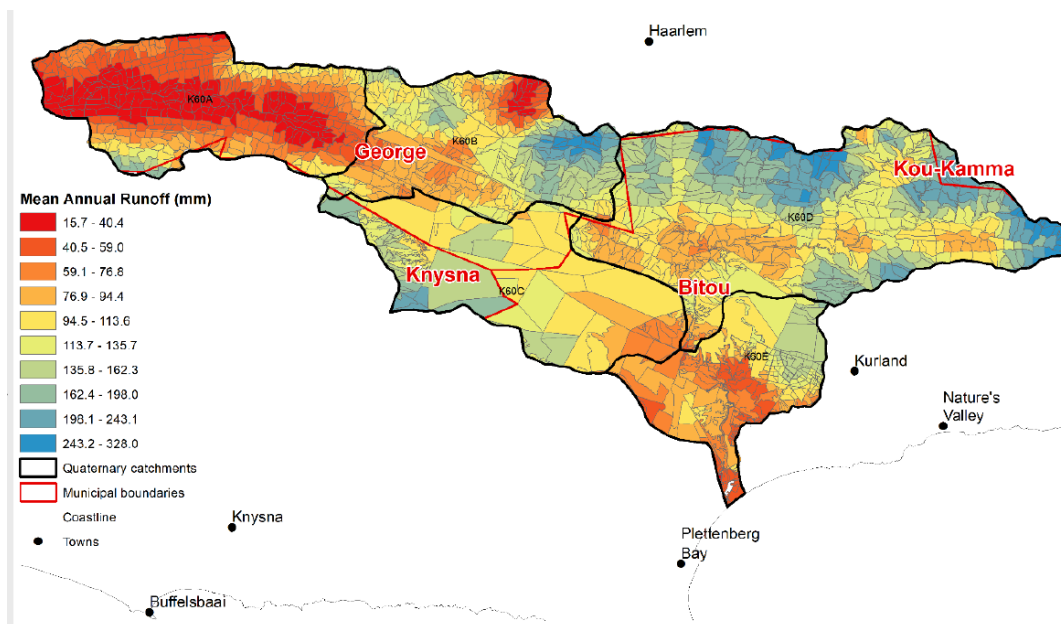 Haarlem
K60A
K60B
George
Kou-Kamma
K60D
Mean Annual Runoff (mm)
15.7 - 40.4
40.5 - 59.0
59.1 - 76.8
76.9 - 94.4
94.5 - 113.6
113.7 - 135.7
135.8 - 162.3
162.4 - 198.0
198.1 - 243.1
243.2 - 328.0
Quaternary catchments
Municipal boundaries
Coastline
Towns
Knysna
K60C
Bitou
K60E
Kurland
Nature's
Valley
Knysna
Plettenberg
Bay
Buffelsbaai